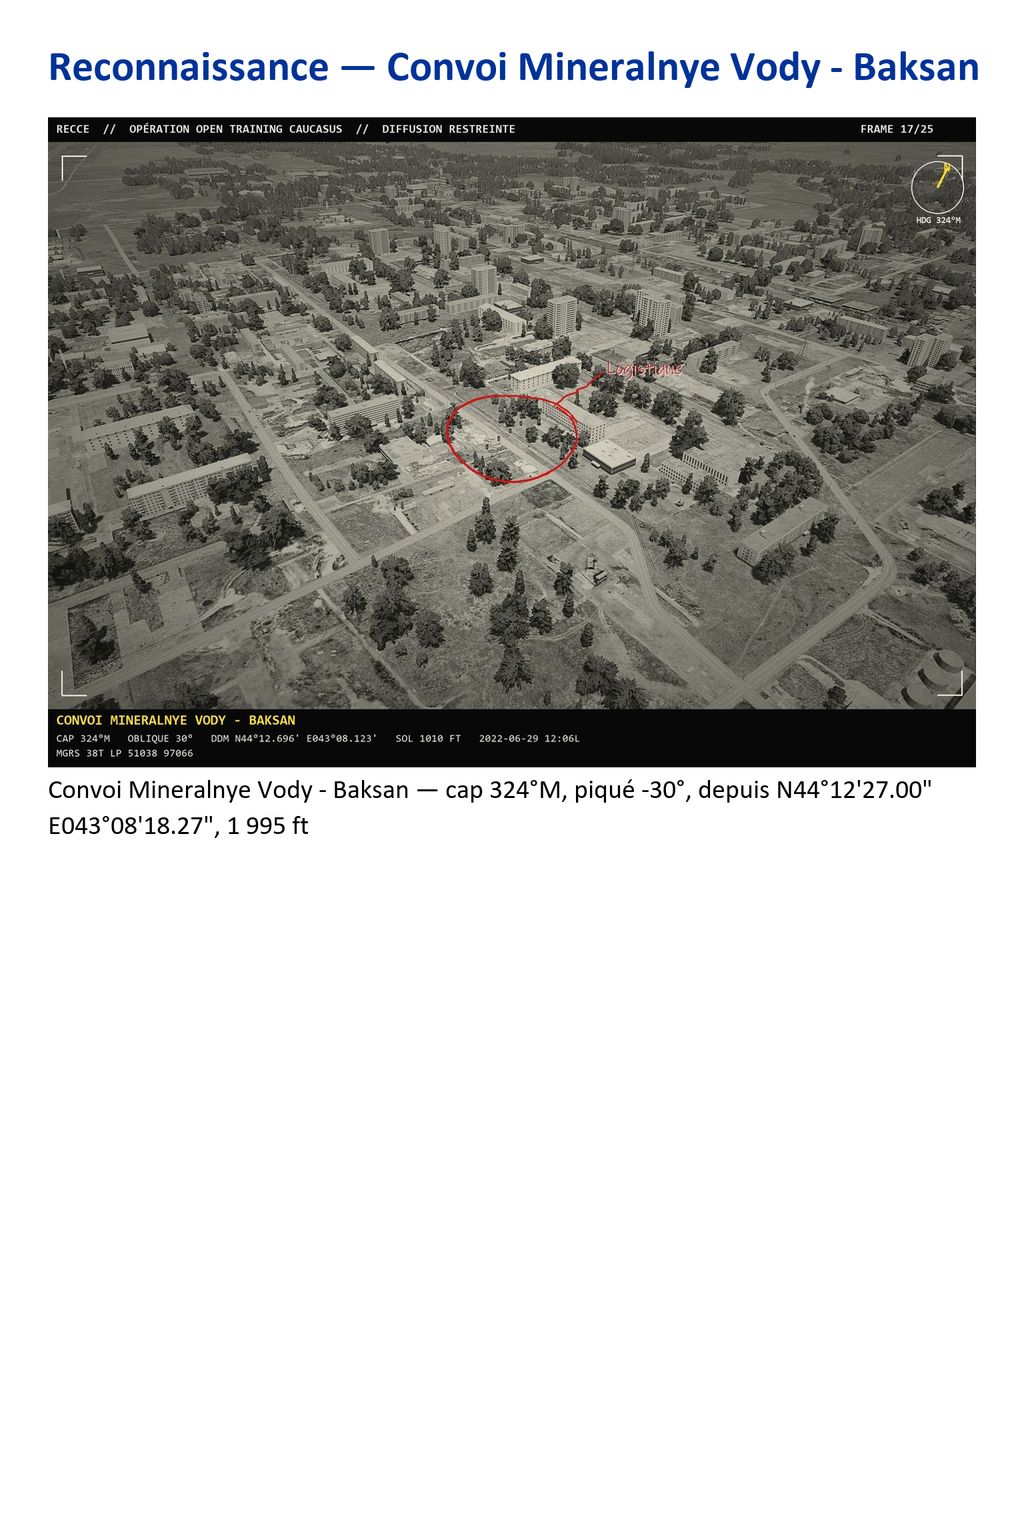 Reconnaissance — Convoi Mineralnye Vody - Baksan
RECCE // OPÉRATION OPEN TRAINING CAUCASUS // DIFFUSION RESTREINTE FRAME 17/25
N
HDG 324°M
Logistique
CONVOI MINERALNYE VODY - BAKSAN
CAP 324°M OBLIQUE 30° DDM N44°12.696' E043°08.123' SOL 1010 FT 2022-06-29 12:06L
MGRS 38T LP 51038 97066
Convoi Mineralnye Vody - Baksan — cap 324°M, piqué -30°, depuis N44°12'27.00"
E043°08'18.27", 1 995 ft